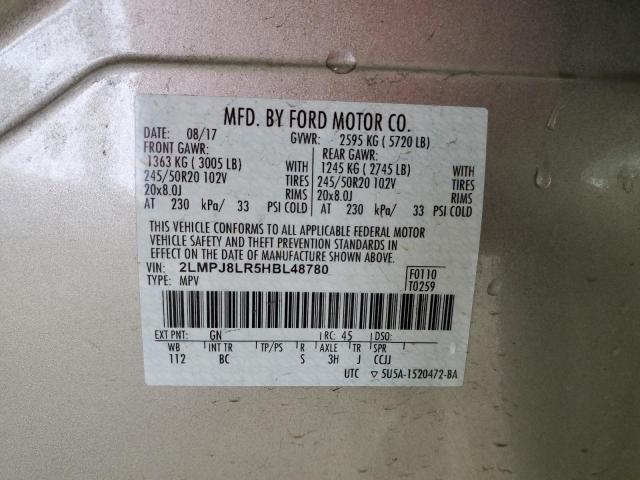 MFD. BY FORD MOTOR CO.
DATE: 08/17 GVWR: 2595 KG ( 5720 LB)
FRONT GAWR: REAR GAWR:
1363 KG ( 3005 LB) WITH 1245 KG ( 2745 LB) WITH
245/50R20 102V TIRES 245/50R20 102V TIRES
20x8.0J RIMS 20x8.0J RIMS
AT 230 kPa/ 33 PSI COLD AT 230 kPa/ 33 PSI COLD
THIS VEHICLE CONFORMS TO ALL APPLICABLE FEDERAL MOTOR
VEHICLE SAFETY AND THEFT PREVENTION STANDARDS IN
EFFECT ON THE DATE OF MANUFACTURE SHOWN ABOVE.
VIN: 2LMPJ8LR5HBL48780 F0110
TYPE: MPV T0259
EXT PNT: GN RC: 45 DSO:
WB INT TR TP/PS R AXLE TR SPR
112 BC S 3H J CCJJ
UTC ▽ 5U5A-1520472-BA